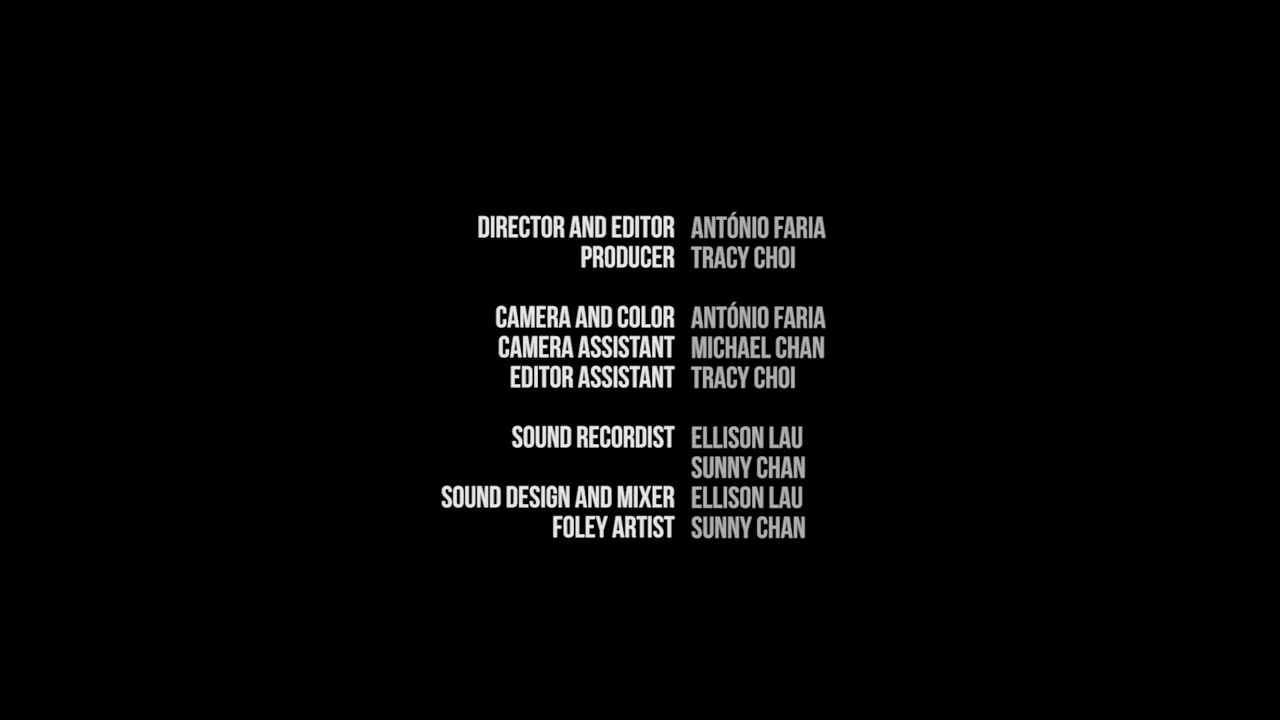 DIRECTOR AND EDITOR ANTÓNIO FARIA
PRODUCER TRACY CHOI
CAMERA AND COLOR ANTÓNIO FARIA
CAMERA ASSISTANT MICHAEL CHAN
EDITOR ASSISTANT TRACY CHOI
SOUND RECORDIST ELLISON LAU
SUNNY CHAN
SOUND DESIGN AND MIXER ELLISON LAU
FOLEY ARTIST SUNNY CHAN